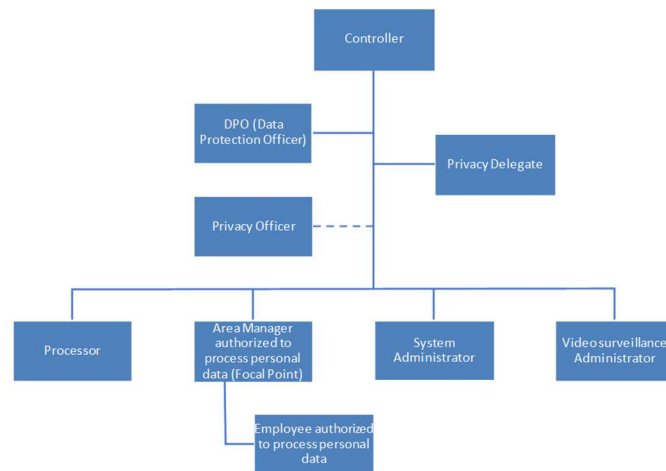 Controller
DPO (Data
Protection Officer)
Privacy Delegate
Privacy Officer
Processor
Area Manager
authorized to
process personal
data (Focal Point)
System
Administrator
Video surveillance
Administrator
Employee authorized
to process personal
data